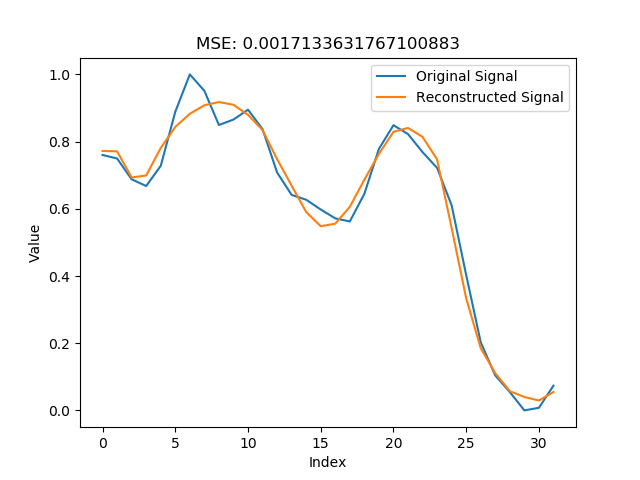 MSE: 0.0017133631767100883
Original Signal
Reconstructed Signal
1.0
0.8
0.6
0.4
0.2
0.0
Value
0 5 10 15 20 25 30
Index